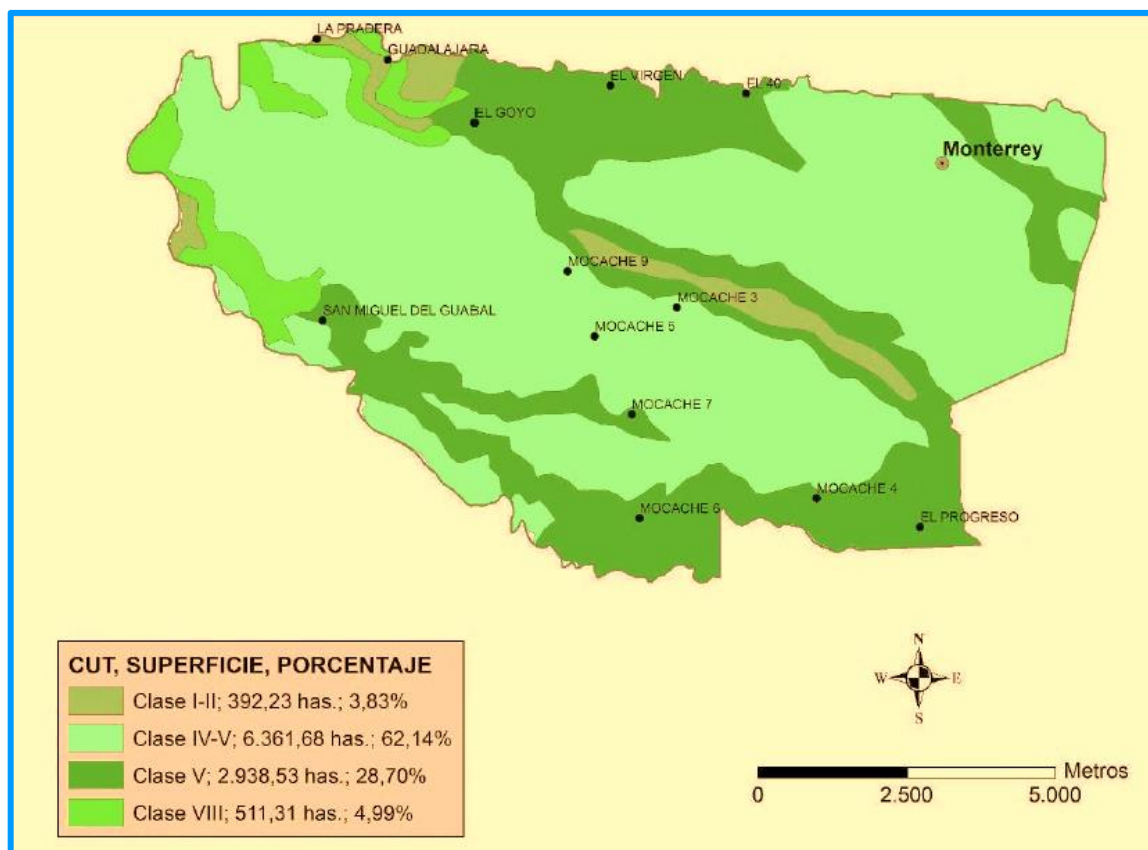 LA PRADERA
GUADALAJARA
EL VIRGEN
EL 40
EL GOYO
Monterrey
MOCACHE 9
MOCACHE 3
SAN MIGUEL DEL GUABAL
MOCACHE 5
MOCACHE 7
MOCACHE 4
MOCACHE 6
EL PROGRESO
CUT, SUPERFICIE, PORCENTAJE
Clase I-II; 392,23 has.; 3,83%
Clase IV-V; 6.361,68 has.; 62,14%
Clase V; 2.938,53 has.; 28,70%
Clase VIII; 511,31 has.; 4,99%
N
W E
S
Metros
0 2.500 5.000